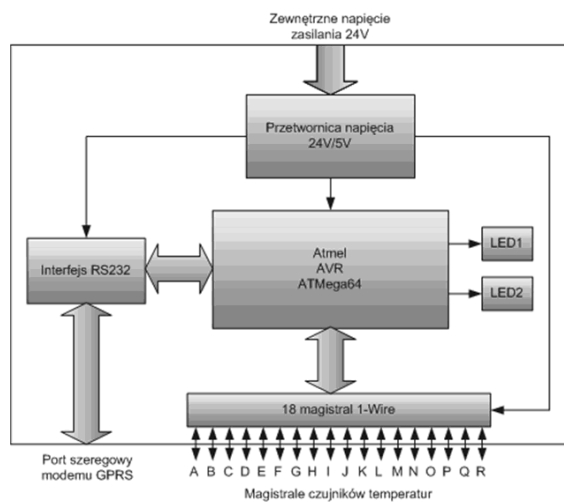 Zewnętrzne napięcie
zasilania 24V
Przetwornica napięcia
24V/5V
Interfejs RS232
Atmel
AVR
ATMega64
LED1
LED2
18 magistral 1-Wire
A B C D E F G H I J K L M N O P Q R
Port szeregowy
modemu GPRS
Magistrale czujników temperatur